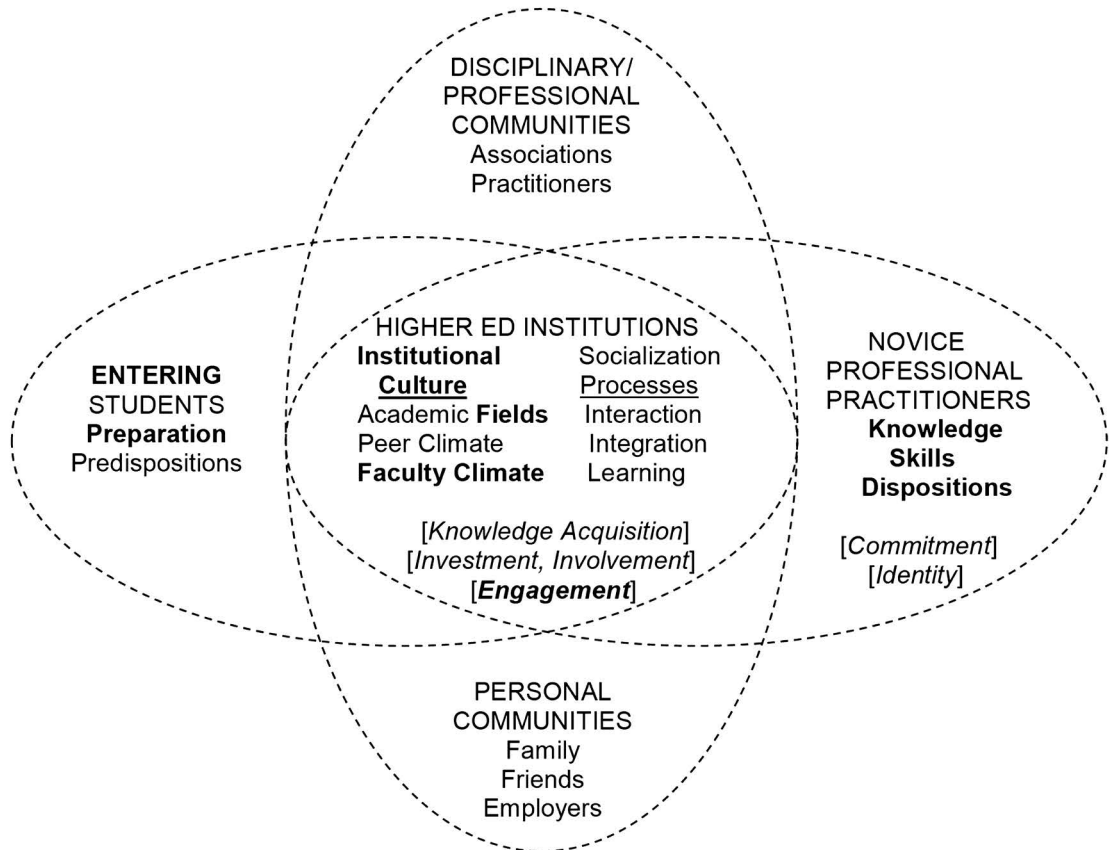 DISCIPLINARY/
PROFESSIONAL
COMMUNITIES
Associations
Practitioners
ENTERING
STUDENTS
Preparation
Predispositions
HIGHER ED INSTITUTIONS
Institutional
Culture
Academic Fields
Peer Climate
Faculty Climate
Socialization
Processes
Interaction
Integration
Learning
[Knowledge Acquisition]
[Investment, Involvement]
[Engagement]
NOVICE
PROFESSIONAL
PRACTITIONERS
Knowledge
Skills
Dispositions
[Commitment]
[Identity]
PERSONAL
COMMUNITIES
Family
Friends
Employers